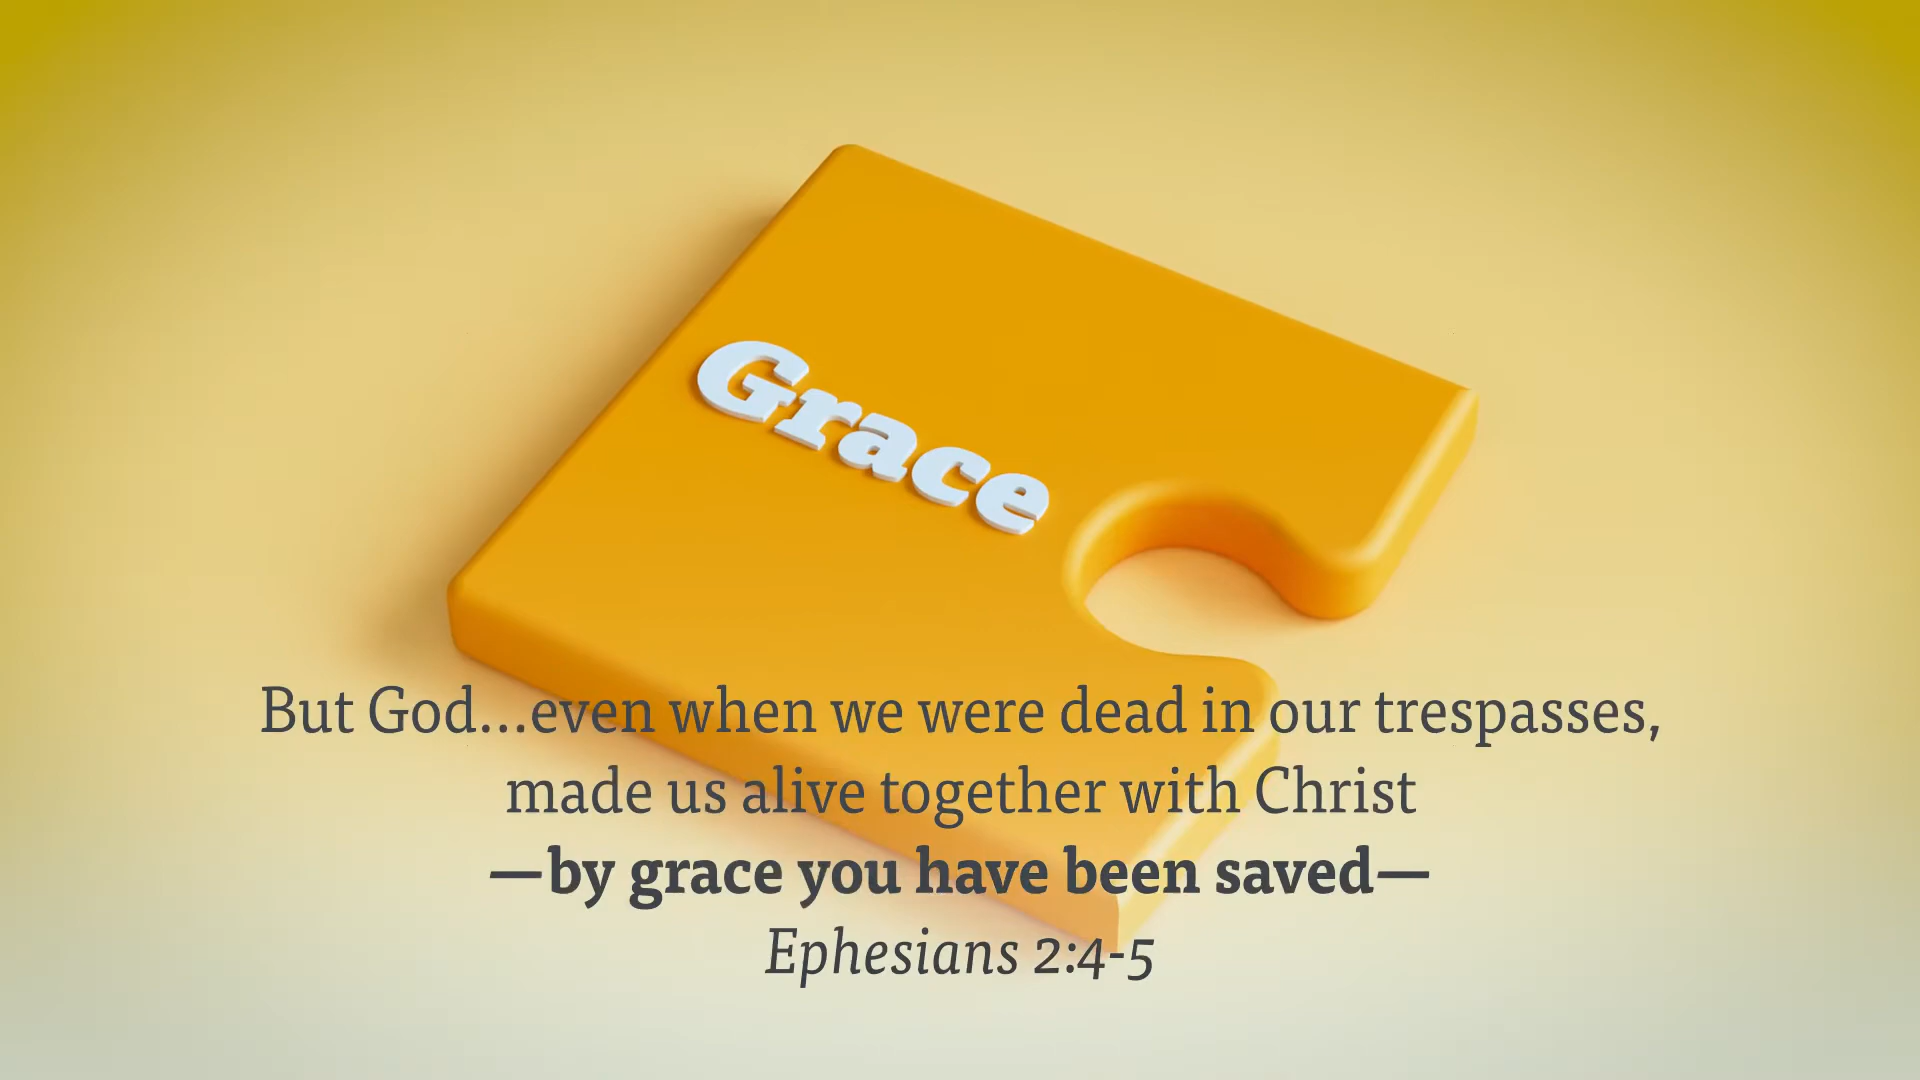 Grace
But God...even when we were dead in our trespasses,
made us alive together with Christ
—by grace you have been saved—
Ephesians 2:4-5